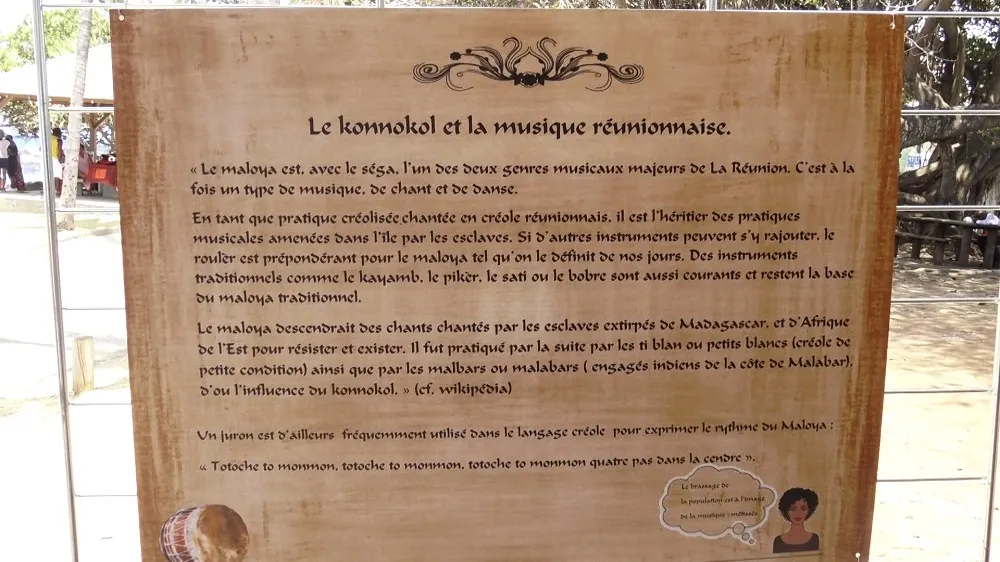 Le konnokol et la musique réunionnaise.
« Le maloya est, avec le séga, l'un des deux genres musicaux majeurs de La Réunion. C'est à la
fois un type de musique, de chant et de danse.
En tant que pratique créolisée chantée en créole réunionnais, il est l'héritier des pratiques
musicales amenées dans l'île par les esclaves. Si d'autres instruments peuvent s'y rajouter, le
roulèr est prépondérant pour le maloya tel qu'on le définit de nos jours. Des instruments
traditionnels comme le kayamb, le pikèr, le sati ou le bobre sont aussi courants et restent la base
du maloya traditionnel.
Le maloya descendrait des chants chantés par les esclaves extirpés de Madagascar, et d'Afrique
de l'Est pour résister et exister. Il fut pratiqué par la suite par les ti blan ou petits blancs (créole de
petite condition) ainsi que par les malbars ou malabars ( engagés indiens de la côte de Malabar),
d'ou l'influence du konnokol. » (cf. wikipédia)
Un juron est d'ailleurs fréquemment utilisé dans le langage créole pour exprimer le rythme du Maloya :
« Totoche to monmon, totoche to monmon, totoche to monmon quatre pas dans la cendre ».
Le brassage de
la population est à l'image
de la musique : métissée